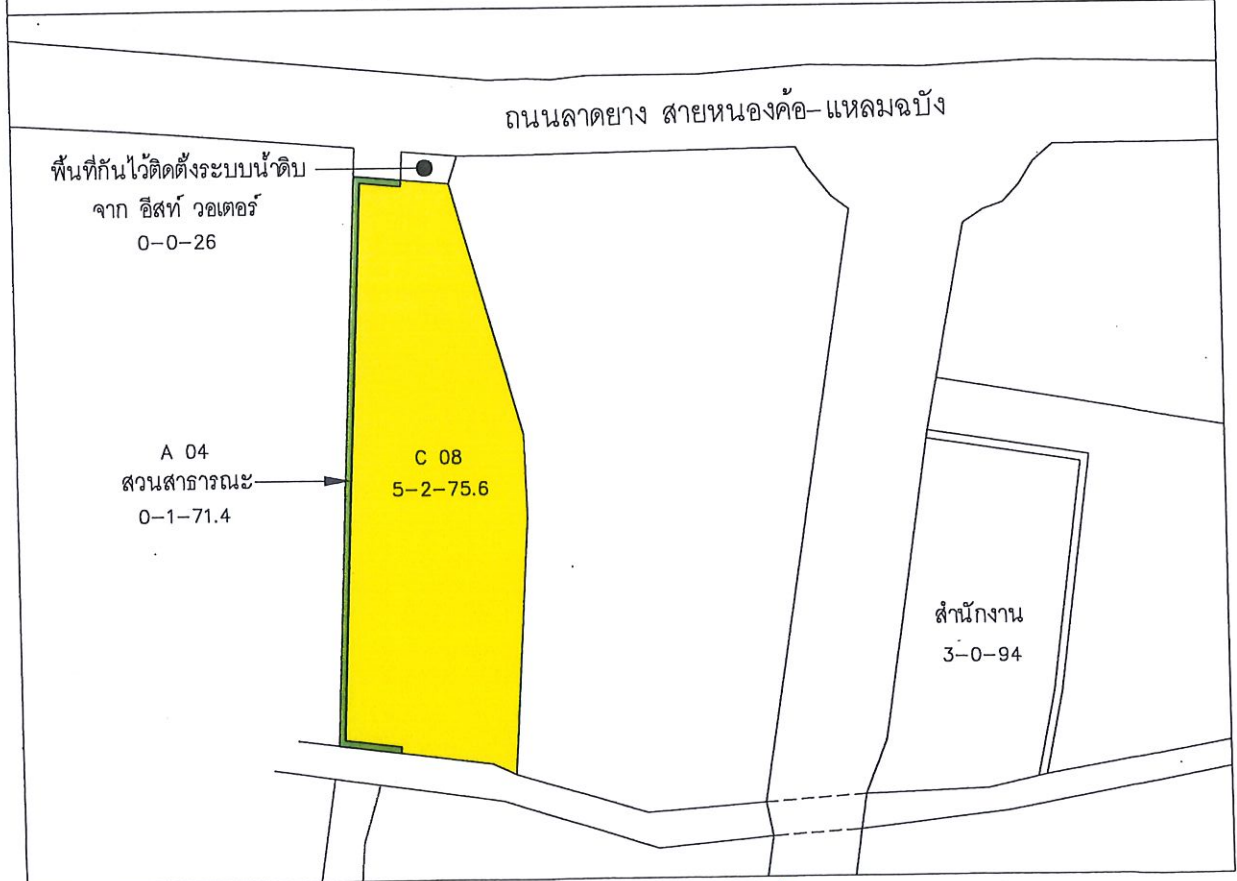 ถนนลาดยาง สายหนองค้อ-แหลมฉบัง
พื้นที่กันไว้ติดตั้งระบบน้ำดิบ
จาก อีสท์ วอเตอร์
0-0-26
A 04
สวนสาธารณะ
0-1-71.4
C 08
5-2-75.6
สำนักงาน
3-0-94